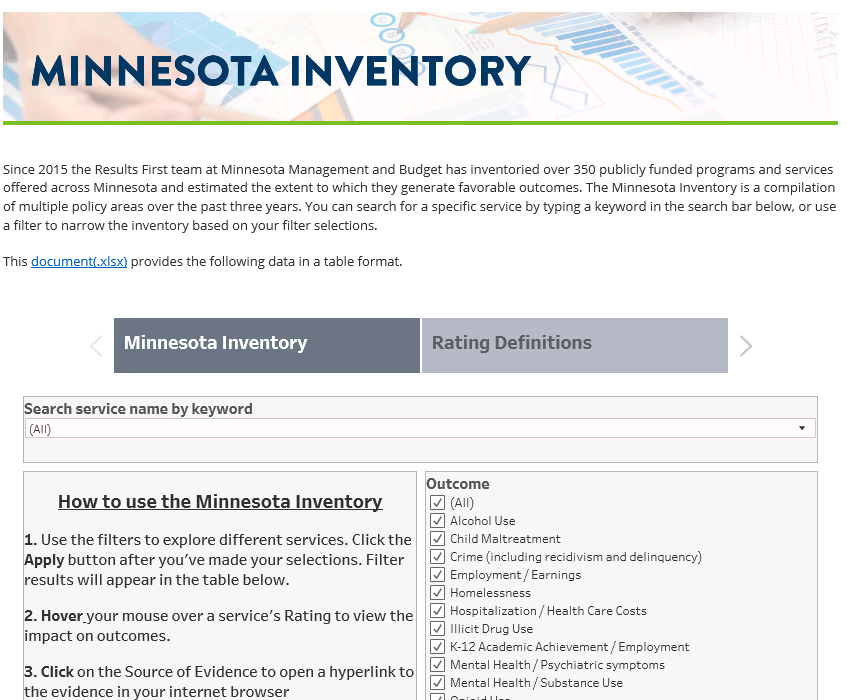 MINNESOTA INVENTORY
Since 2015 the Results First team at Minnesota Management and Budget has inventoried over 350 publicly funded programs and services
offered across Minnesota and estimated the extent to which they generate favorable outcomes. The Minnesota Inventory is a compilation
of multiple policy areas over the past three years. You can search for a specific service by typing a keyword in the search bar below, or use
a filter to narrow the inventory based on your filter selections.
This document(.xlsx) provides the following data in a table format.
Minnesota Inventory
Rating Definitions
Search service name by keyword
(All)
How to use the Minnesota Inventory
1. Use the filters to explore different services. Click the
Apply button after you've made your selections. Filter
results will appear in the table below.
2. Hover your mouse over a service's Rating to view the
impact on outcomes.
3. Click on the Source of Evidence to open a hyperlink to
the evidence in your internet browser
Outcome
(All)
Alcohol Use
Child Maltreatment
Crime (including recidivism and delinquency)
Employment / Earnings
Homelessness
Hospitalization / Health Care Costs
Illicit Drug Use
K-12 Academic Achievement / Employment
Mental Health / Psychiatric symptoms
Mental Health / Substance Use
Opioid Use